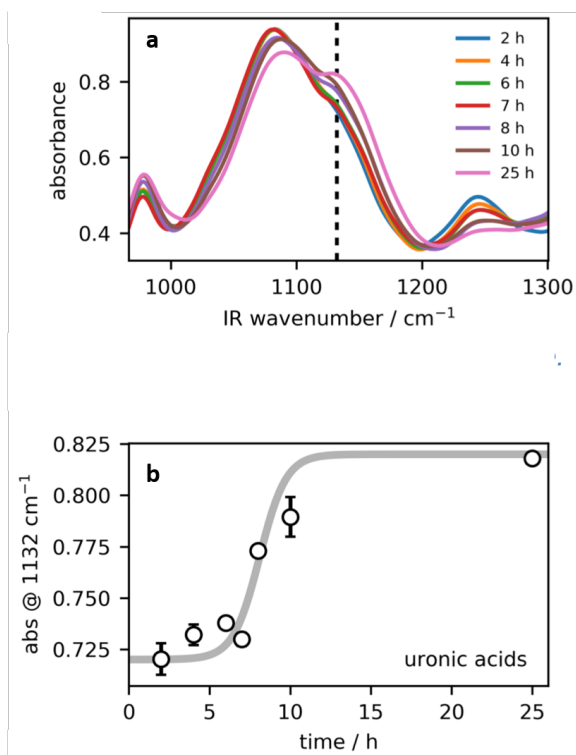 a
2 h
4 h
6 h
7 h
8 h
10 h
25 h
0.8
0.6
0.4
absorbance
1000 1100 1200 1300
IR wavenumber / cm⁻¹
b
0.825
0.800
0.775
0.750
0.725
abs @ 1132 cm⁻¹
uronic acids
0 5 10 15 20 25
time / h